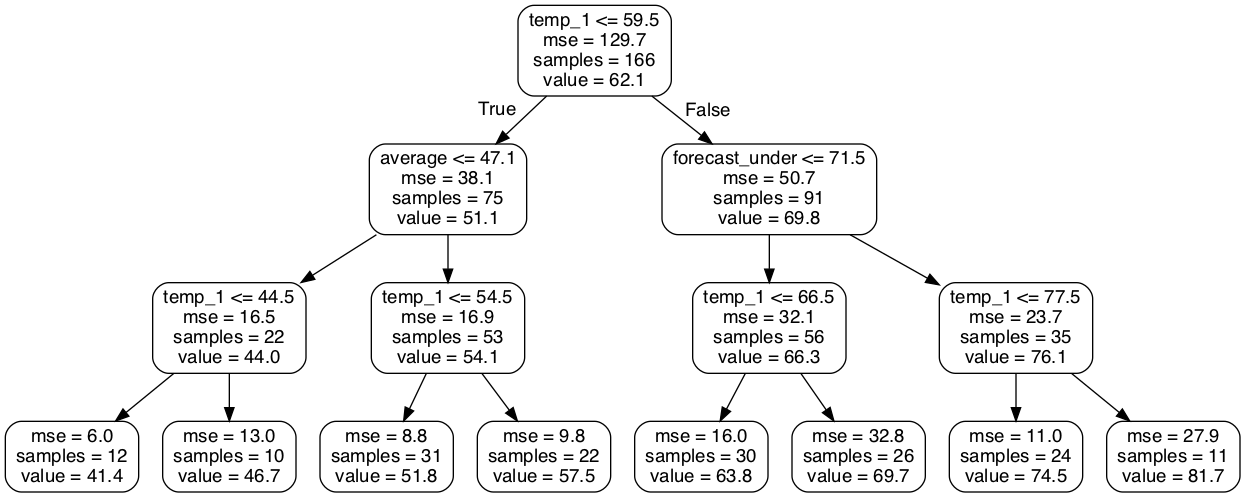 temp_1 <= 59.5
mse = 129.7
samples = 166
value = 62.1
True
False
average <= 47.1
mse = 38.1
samples = 75
value = 51.1
forecast_under <= 71.5
mse = 50.7
samples = 91
value = 69.8
temp_1 <= 44.5
mse = 16.5
samples = 22
value = 44.0
temp_1 <= 54.5
mse = 16.9
samples = 53
value = 54.1
temp_1 <= 66.5
mse = 32.1
samples = 56
value = 66.3
temp_1 <= 77.5
mse = 23.7
samples = 35
value = 76.1
mse = 6.0
samples = 12
value = 41.4
mse = 13.0
samples = 10
value = 46.7
mse = 8.8
samples = 31
value = 51.8
mse = 9.8
samples = 22
value = 57.5
mse = 16.0
samples = 30
value = 63.8
mse = 32.8
samples = 26
value = 69.7
mse = 11.0
samples = 24
value = 74.5
mse = 27.9
samples = 11
value = 81.7